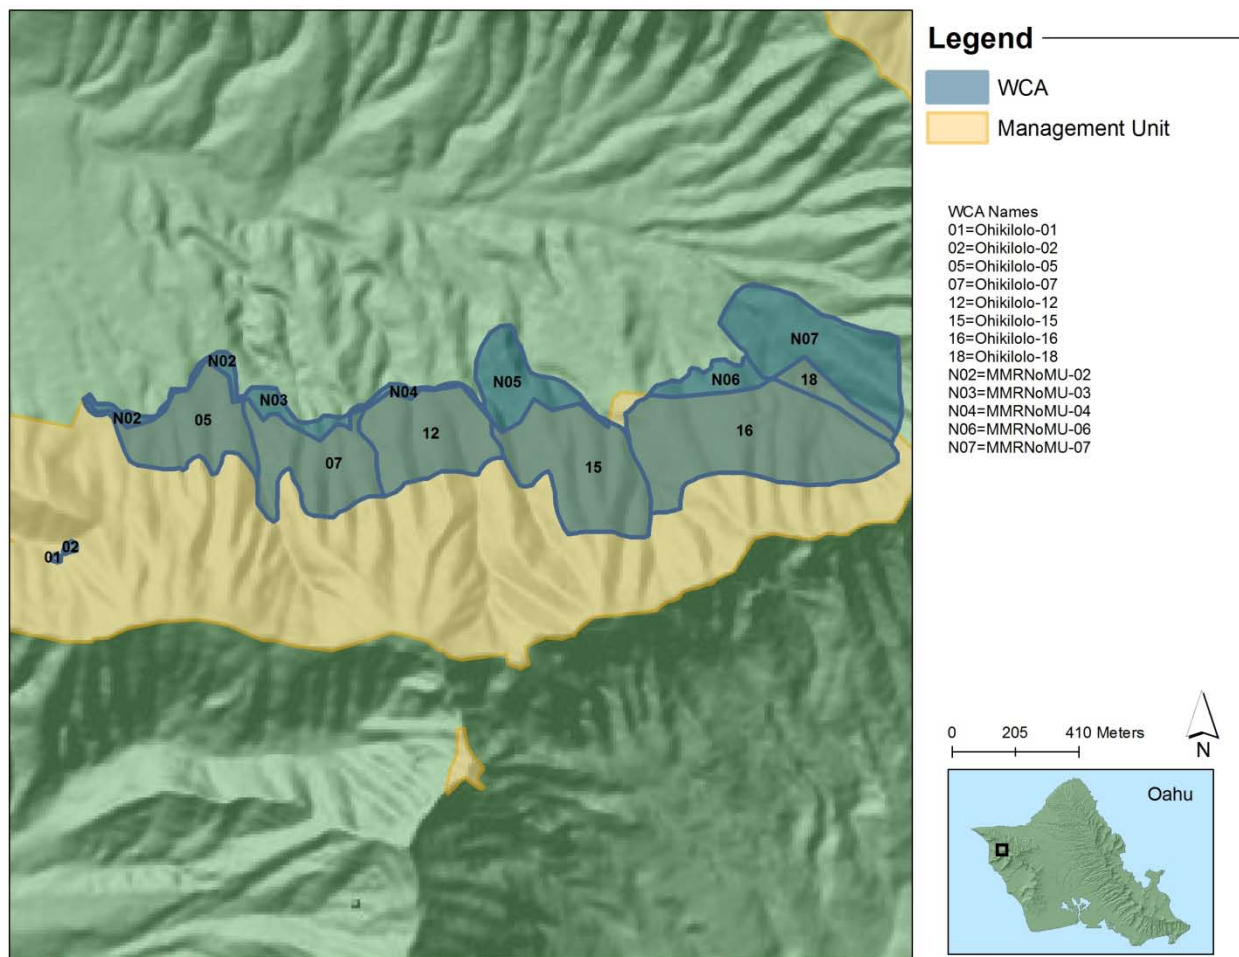 Legend
WCA
Management Unit
WCA Names
01=Ohikilolo-01
02=Ohikilolo-02
05=Ohikilolo-05
07=Ohikilolo-07
12=Ohikilolo-12
15=Ohikilolo-15
16=Ohikilolo-16
18=Ohikilolo-18
N02=MMRNoMU-02
N03=MMRNoMU-03
N04=MMRNoMU-04
N06=MMRNoMU-06
N07=MMRNoMU-07
N07
N02
N05
N06
18
N04
N03
N02
05
12
16
07
15
02
01
0 205 410 Meters
N
Oahu